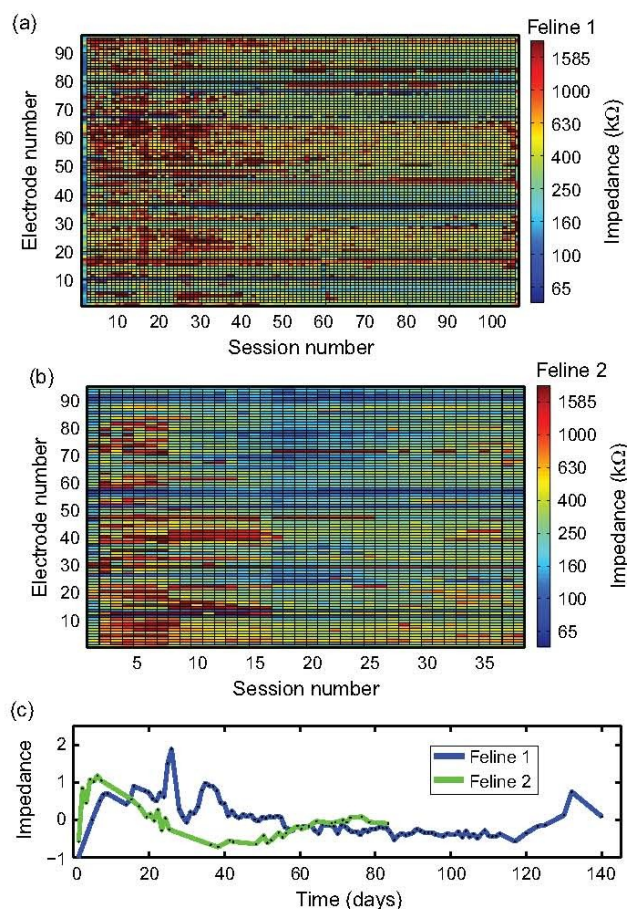 (a)
Feline 1
90
80
70
60
50
40
30
20
10
Electrode number
10 20 30 40 50 60 70 80 90 100
Session number
1585
1000
630
400
250
160
100
65
Impedance (kΩ)
(b)
Feline 2
90
80
70
60
50
40
30
20
10
Electrode number
5 10 15 20 25 30 35
Session number
1585
1000
630
400
250
160
100
65
Impedance (kΩ)
(c)
2
1
0
−1
Impedance
Feline 1
Feline 2
0 20 40 60 80 100 120 140
Time (days)